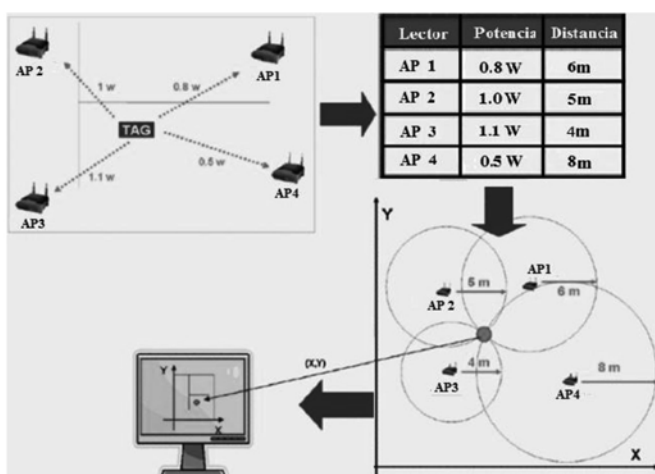 AP 2
AP1
1 w
0.8 w
TAG
0.5 w
1.1 w
AP4
AP3
Lector Potencia Distancia
AP 1 0.8 W 6m
AP 2 1.0 W 5m
AP 3 1.1 W 4m
AP 4 0.5 W 8m
Y
AP1
5 m
AP 2
6 m
(X,Y)
4 m
8 m
AP3
AP4
X
Y
X